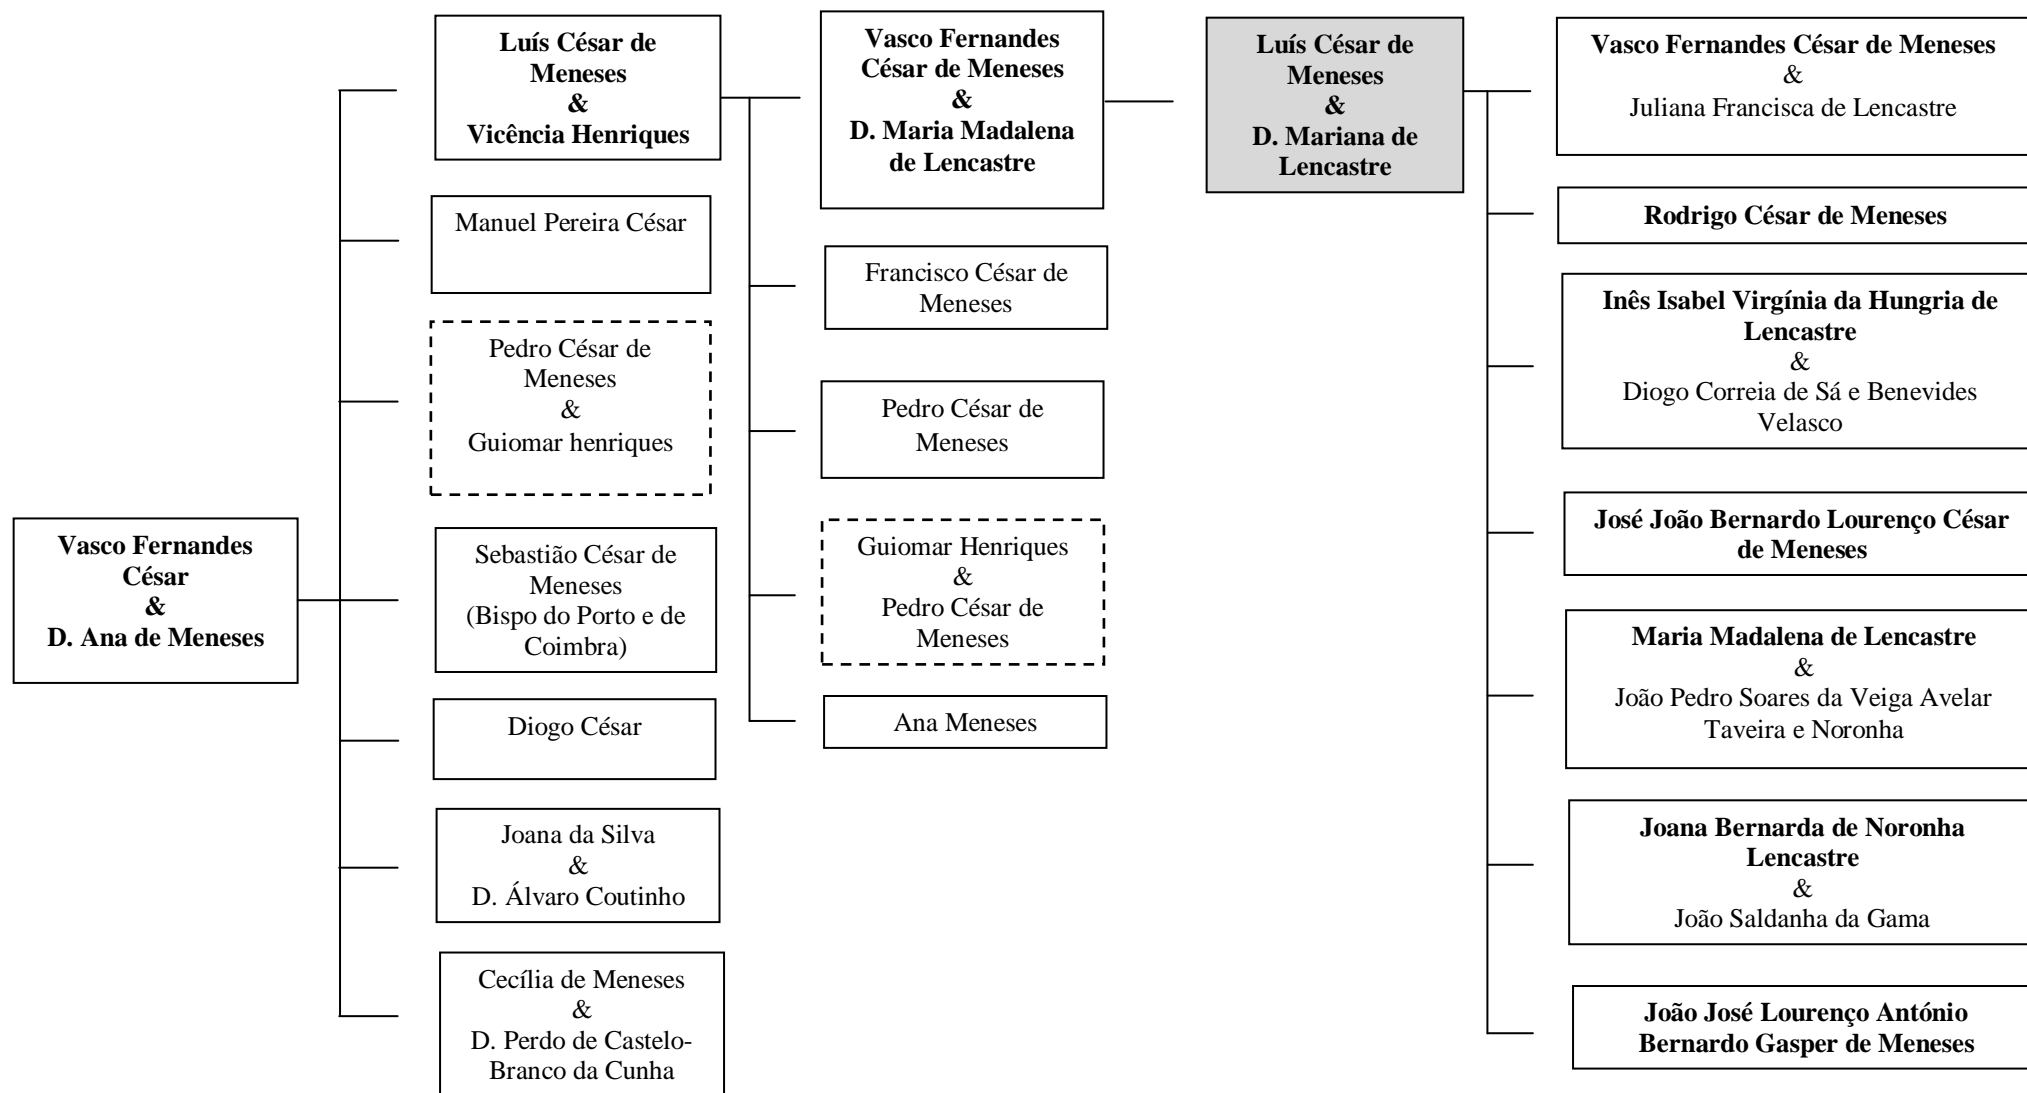 Vasco Fernandes
César
&
D. Ana de Meneses
Luís César de
Meneses
&
Vicência Henriques
Manuel Pereira César
Pedro César de
Meneses
&
Guiomar henriques
Sebastião César de
Meneses
(Bispo do Porto e de
Coimbra)
Diogo César
Joana da Silva
&
D. Álvaro Coutinho
Cecília de Meneses
&
D. Perdo de Castelo-
Branco da Cunha
Vasco Fernandes
César de Meneses
&
D. Maria Madalena
de Lencastre
Francisco César de
Meneses
Pedro César de
Meneses
Guiomar Henriques
&
Pedro César de
Meneses
Ana Meneses
Luís César de
Meneses
&
D. Mariana de
Lencastre
Vasco Fernandes César de Meneses
&
Juliana Francisca de Lencastre
Rodrigo César de Meneses
Inês Isabel Virgínia da Hungria de
Lencastre
&
Diogo Correia de Sá e Benevides
Velasco
José João Bernardo Lourenço César
de Meneses
Maria Madalena de Lencastre
&
João Pedro Soares da Veiga Avelar
Taveira e Noronha
Joana Bernarda de Noronha
Lencastre
&
João Saldanha da Gama
João José Lourenço António
Bernardo Gasper de Meneses